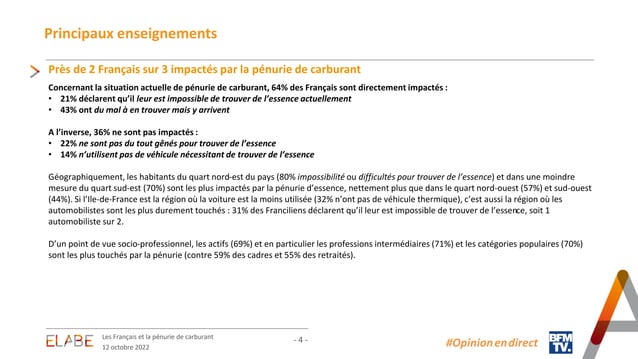 Principaux enseignements
Près de 2 Français sur 3 impactés par la pénurie de carburant
Concernant la situation actuelle de pénurie de carburant, 64% des Français sont directement impactés :
• 21% déclarent qu’il leur est impossible de trouver de l’essence actuellement
• 43% ont du mal à en trouver mais y arrivent
A l’inverse, 36% ne sont pas impactés :
• 22% ne sont pas du tout gênés pour trouver de l’essence
• 14% n’utilisent pas de véhicule nécessitant de trouver de l’essence
Géographiquement, les habitants du quart nord-est du pays (80% impossibilité ou difficultés pour trouver de l’essence) et dans une moindre
mesure du quart sud-est (70%) sont les plus impactés par la pénurie d’essence, nettement plus que dans le quart nord-ouest (57%) et sud-ouest
(44%). Si l’Ile-de-France est la région où la voiture est la moins utilisée (32% n’ont pas de véhicule thermique), c’est aussi la région où les
automobilistes sont les plus durement touchés : 31% des Franciliens déclarent qu’il leur est impossible de trouver de l’essence, soit 1
automobiliste sur 2.
D’un point de vue socio-professionnel, les actifs (69%) et en particulier les professions intermédiaires (71%) et les catégories populaires (70%)
sont les plus touchés par la pénurie (contre 59% des cadres et 55% des retraités).
ELABE
Les Français et la pénurie de carburant
12 octobre 2022
- 4 -
#Opinion en direct
BFM
TV.